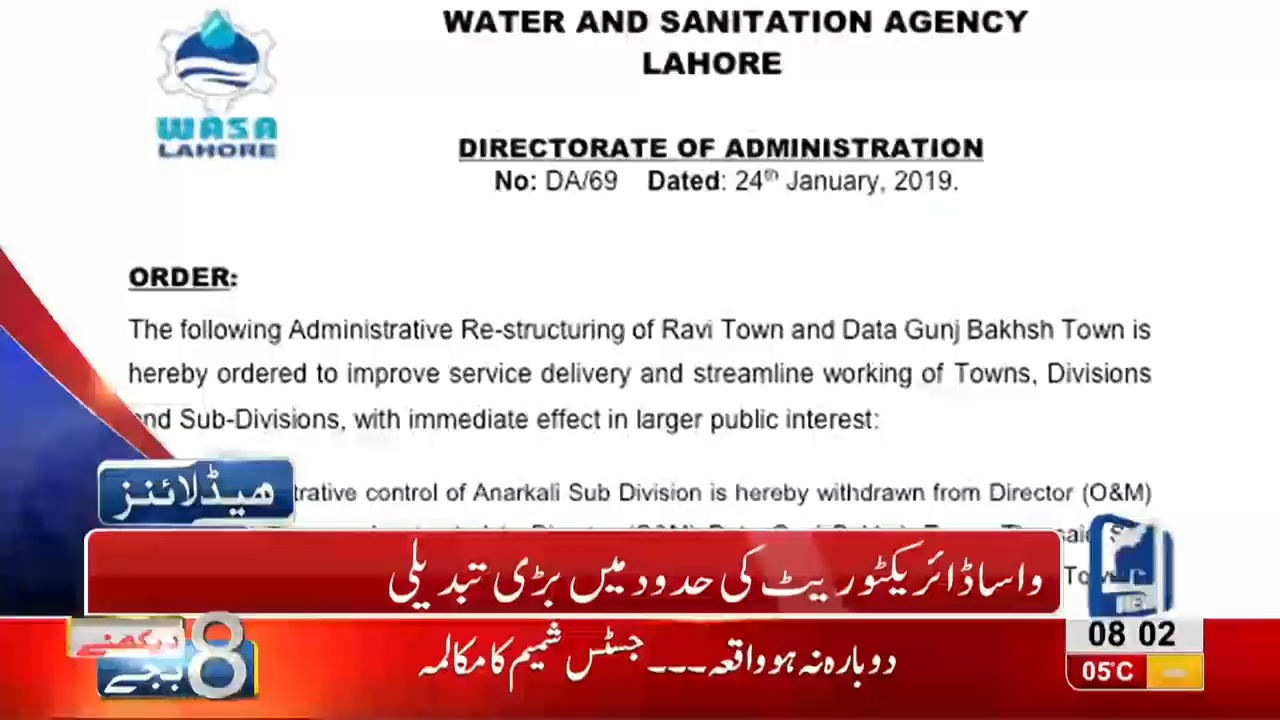 WATER AND SANITATION AGENCY
LAHORE
WASA
LAHORE
DIRECTORATE OF ADMINISTRATION
No: DA/69 Dated: 24th January, 2019.
ORDER:
The following Administrative Re-structuring of Ravi Town and Data Gunj Bakhsh Town is
hereby ordered to improve service delivery and streamline working of Towns, Divisions
and Sub-Divisions, with immediate effect in larger public interest:
trative control of Anarkali Sub Division is hereby withdrawn from Director (O&M)
ھیڈلائنز
واسا ڈائریکٹوریٹ کی حدود میں بڑی تبدیلی
دوبارہ نہ ہو واقعہ ۔۔۔ جسٹس شمیم کا مکالمہ
دیکھئے
8 بجے
08 02
05°C